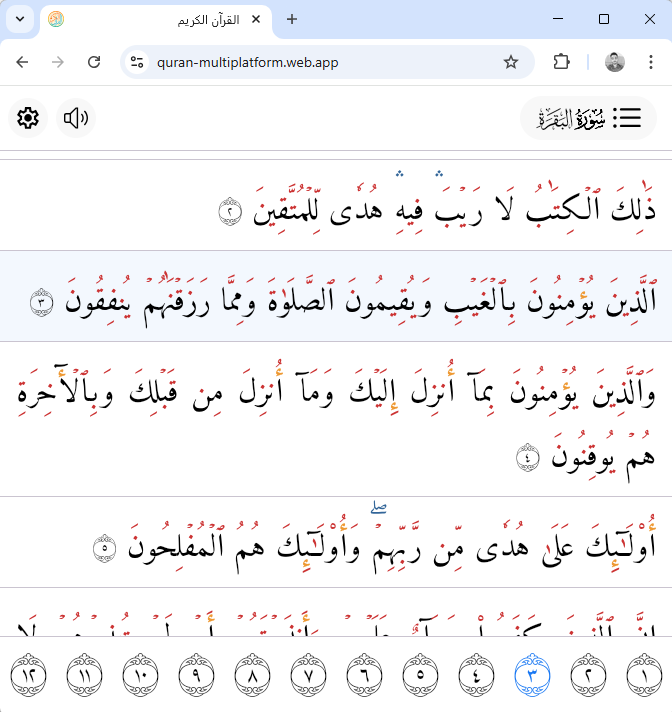 القرآن الكريم
quran-multiplatform.web.app
سُورَةُ البَقَرَةِ
ذَٰلِكَ ٱلْكِتَٰبُ لَا رَيْبَ ۛ فِيهِ ۛ هُدًى لِّلْمُتَّقِينَ ٢
ٱلَّذِينَ يُؤْمِنُونَ بِٱلْغَيْبِ وَيُقِيمُونَ ٱلصَّلَوٰةَ وَمِمَّا رَزَقْنَٰهُمْ يُنفِقُونَ ٣
وَٱلَّذِينَ يُؤْمِنُونَ بِمَآ أُنزِلَ إِلَيْكَ وَمَآ أُنزِلَ مِن قَبْلِكَ وَبِٱلْأٓخِرَةِ
هُمْ يُوقِنُونَ ٤
أُو۟لَٰٓئِكَ عَلَىٰ هُدًى مِّن رَّبِّهِمْ ۖ وَأُو۟لَٰٓئِكَ هُمُ ٱلْمُفْلِحُونَ ٥
١ ٢ ٣ ٤ ٥ ٦ ٧ ٨ ٩ ١٠ ١١ ١٢